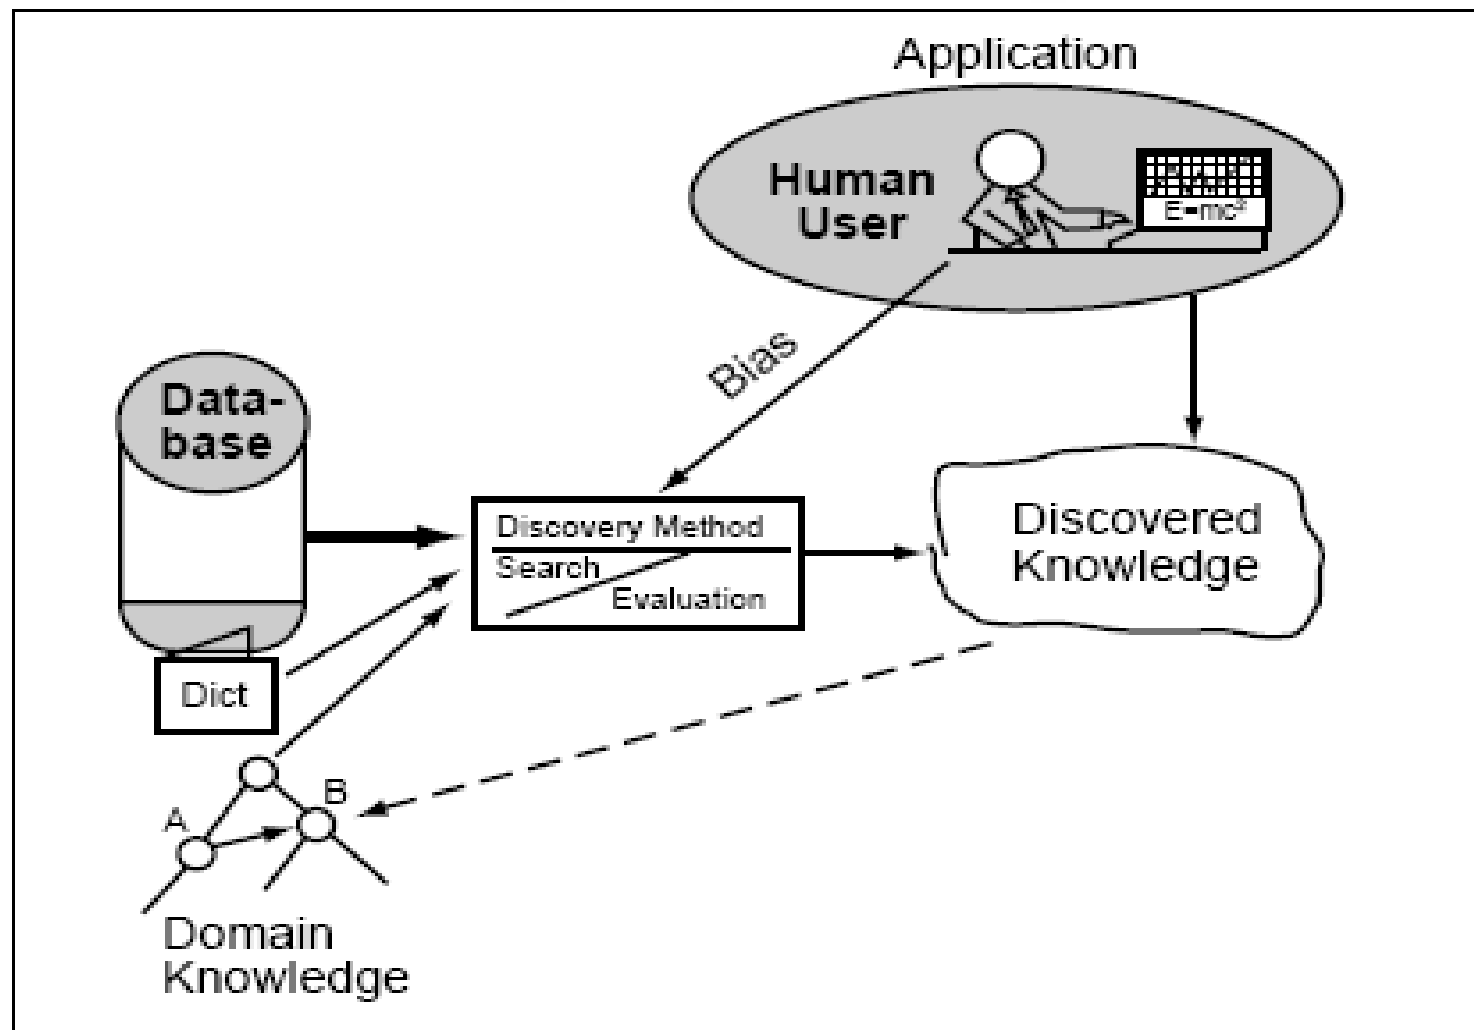 Application
Human
User
E=mc²
Bias
Data-
base
Discovery Method
Search
Evaluation
Discovered
Knowledge
Dict
B
A
Domain
Knowledge